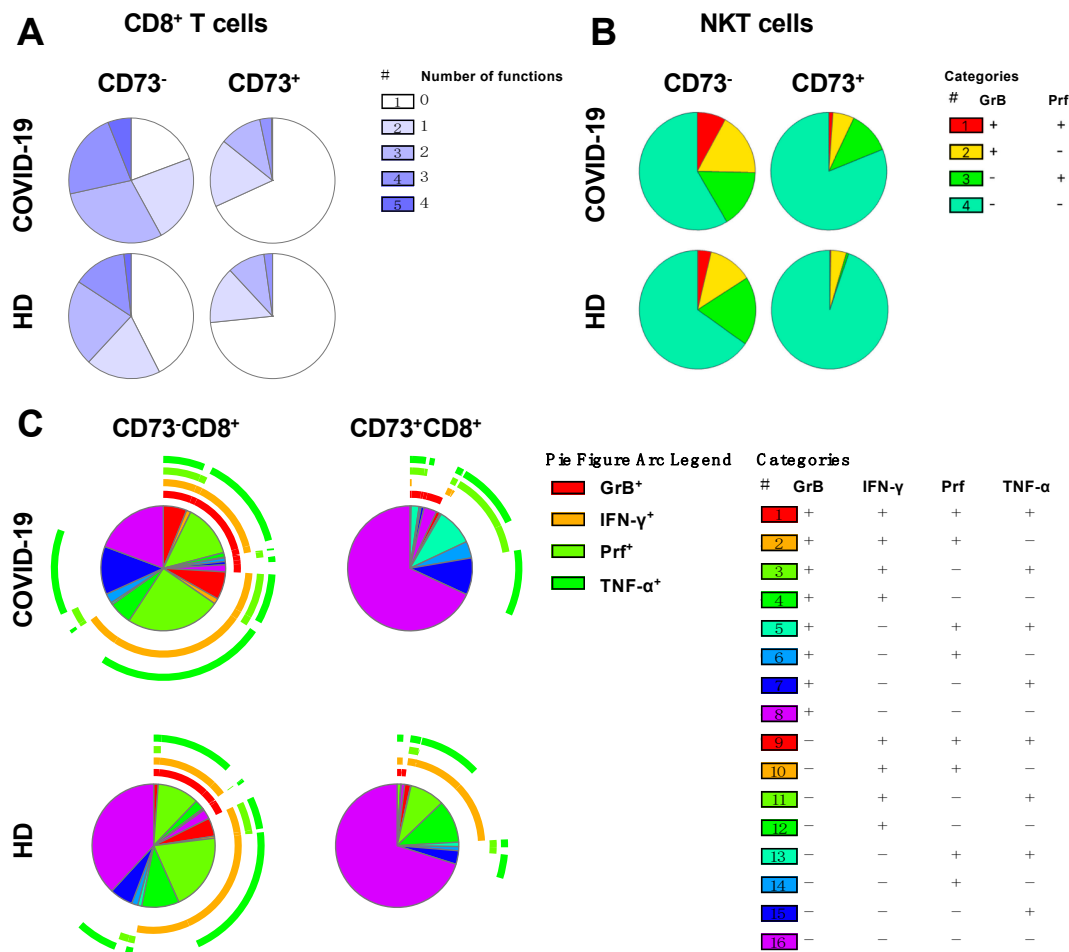 A CD8⁺ T cells
CD73⁻ CD73⁺
# Number of functions
1 0
2 1
3 2
4 3
5 4
COVID-19
HD
B NKT cells
CD73⁻ CD73⁺
Categories
# GrB Prf
1 + +
2 + -
3 - +
4 - -
COVID-19
HD
C CD73⁻CD8⁺ CD73⁺CD8⁺
COVID-19
HD
Pie Figure Arc Legend
GrB⁺
IFN-γ⁺
Prf⁺
TNF-α⁺
Categories
# GrB IFN-γ Prf TNF-α
1 + + + +
2 + + + −
3 + + − +
4 + + − −
5 + − + +
6 + − + −
7 + − − +
8 + − − −
9 − + + +
10 − + + −
11 − + − +
12 − + − −
13 − − + +
14 − − + −
15 − − − +
16 − − − −